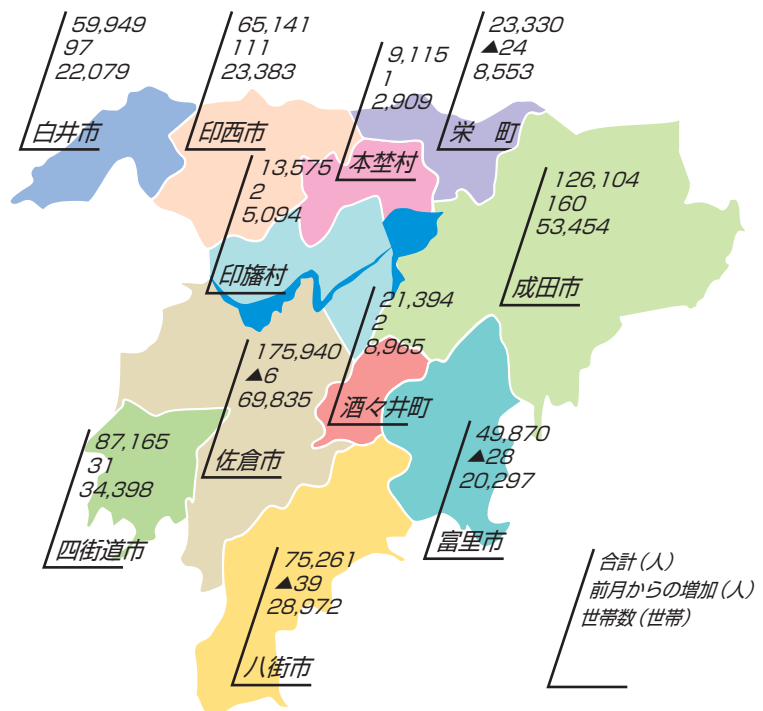 59,949
97
22,079
白井市
65,141
111
23,383
印西市
9,115
1
2,909
本埜村
23,330
▲24
8,553
栄 町
13,575
2
5,094
印旛村
126,104
160
53,454
成田市
21,394
2
8,965
酒々井町
175,940
▲6
69,835
佐倉市
87,165
31
34,398
四街道市
49,870
▲28
20,297
富里市
75,261
▲39
28,972
八街市
合計(人)
前月からの増加(人)
世帯数(世帯)